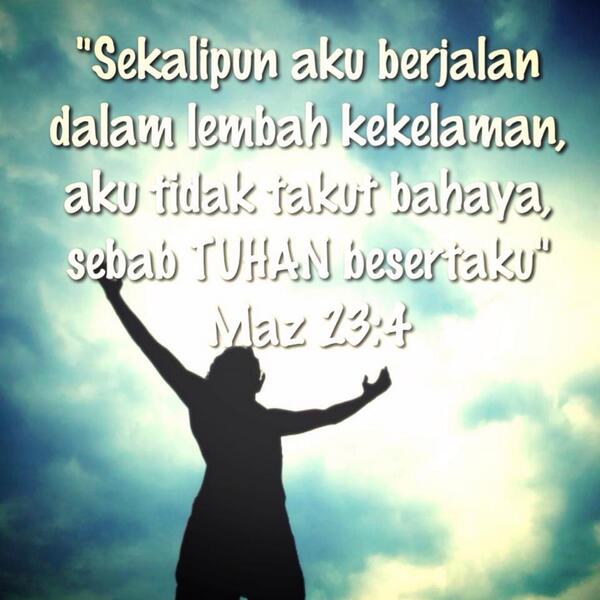 "Sekalipun aku berjalan
dalam lembah kekelaman,
aku tidak takut bahaya,
sebab TUHAN besertaku"
Maz 23:4